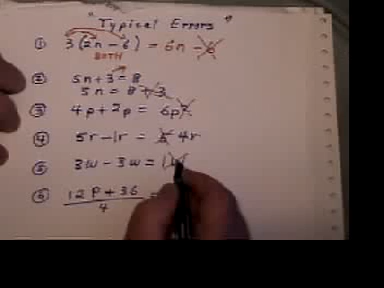 "Typical Errors"
① 3(2n - 6) = 6n - 6
BOTH
② 5n + 3 = 8
5n = 8 + 3
③ 4p + 2p = 6p²
④ 5r - 1r = 5 4r
⑤ 3w - 3w = 1w
⑥ 12p + 36 =
4